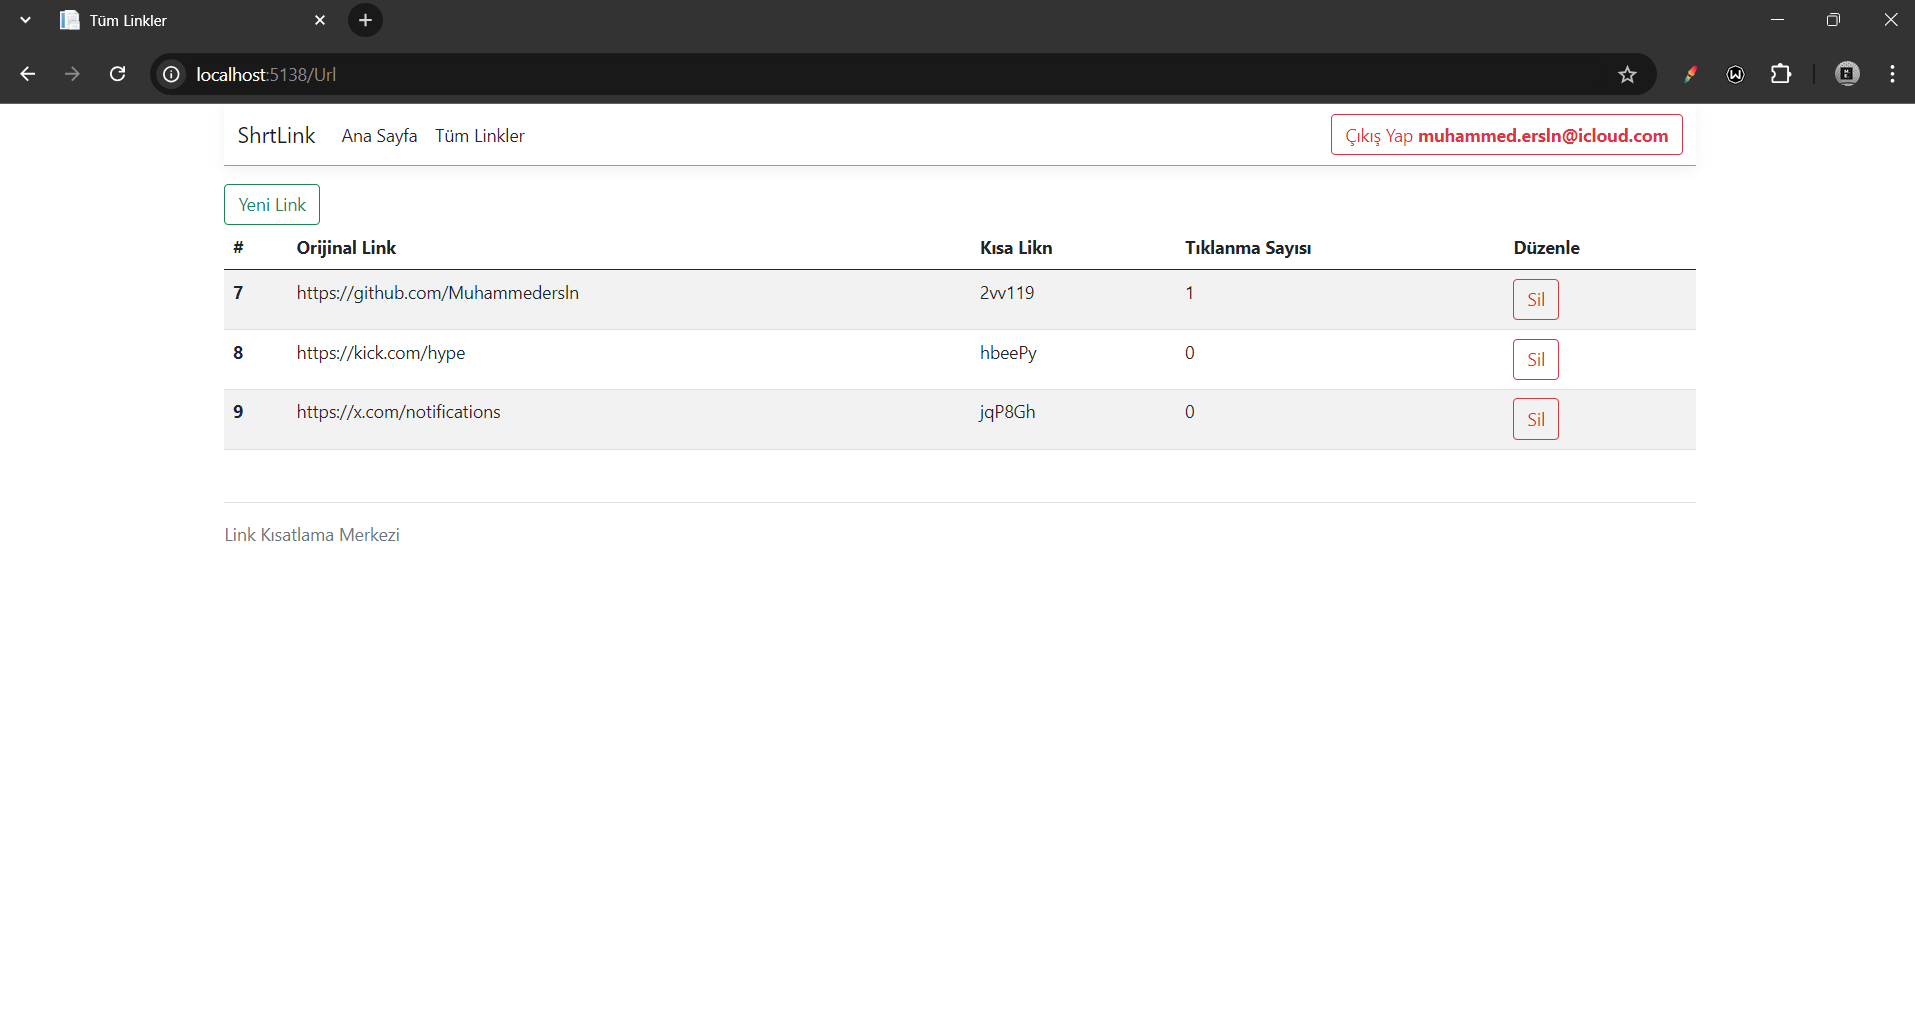 Tüm Linkler
localhost:5138/Url
ShrtLink Ana Sayfa Tüm Linkler Çıkış Yap muhammed.ersln@icloud.com
Yeni Link
# Orijinal Link Kısa Likn Tıklanma Sayısı Düzenle
7 https://github.com/Muhammedersln 2vv119 1 Sil
8 https://kick.com/hype hbeePy 0 Sil
9 https://x.com/notifications jqP8Gh 0 Sil
Link Kısatlama Merkezi